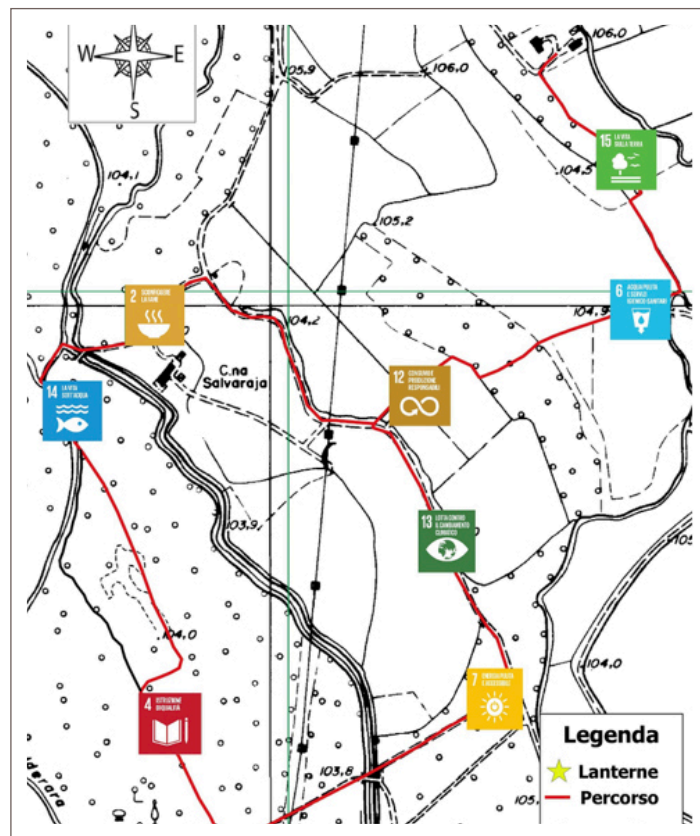 W E
S
106,0
105,9
106,0
15 LA VITA
SULLA TERRA
104,5
104,1
105,2
2 SCONFIGGERE
LA FAME
6 ACQUA PULITA
E SERVIZI
IGIENICO-SANITARI
104,2
104,9
C.na
Salvaraja
12 CONSUMO E
PRODUZIONE
RESPONSABILI
14 LA VITA
SOTT'ACQUA
103,9
13 LOTTA CONTRO
IL CAMBIAMENTO
CLIMATICO
104,0
104,0
4 ISTRUZIONE
DI QUALITÀ
7 ENERGIA PULITA
E ACCESSIBILE
Legenda
Lanterne
Percorso
103,8
105,